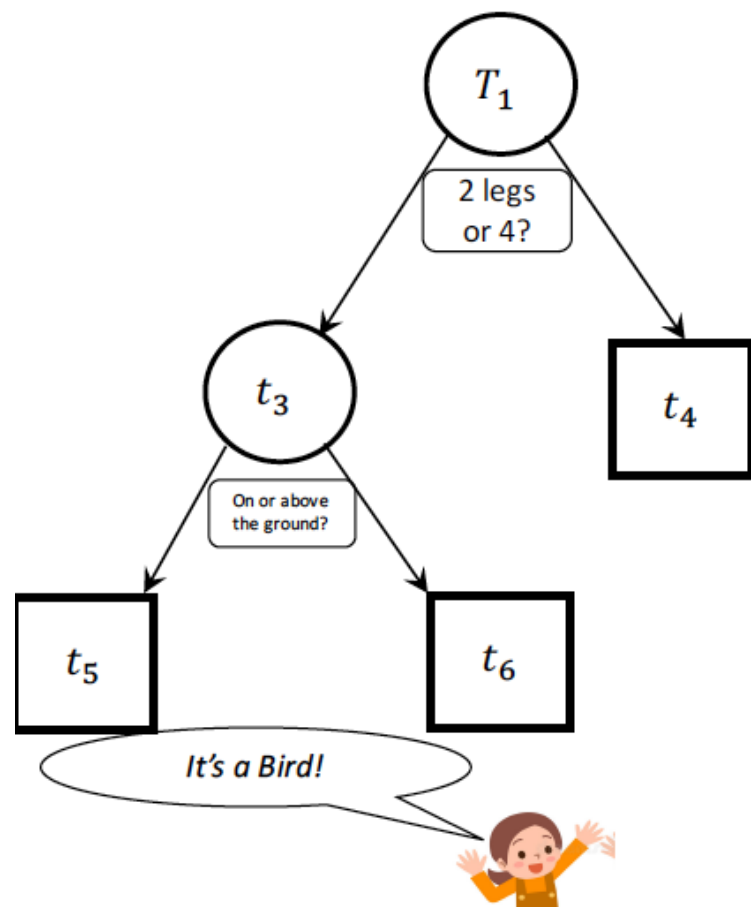 T₁
2 legs
or 4?
t₃
t₄
On or above
the ground?
t₅
t₆
It's a Bird!